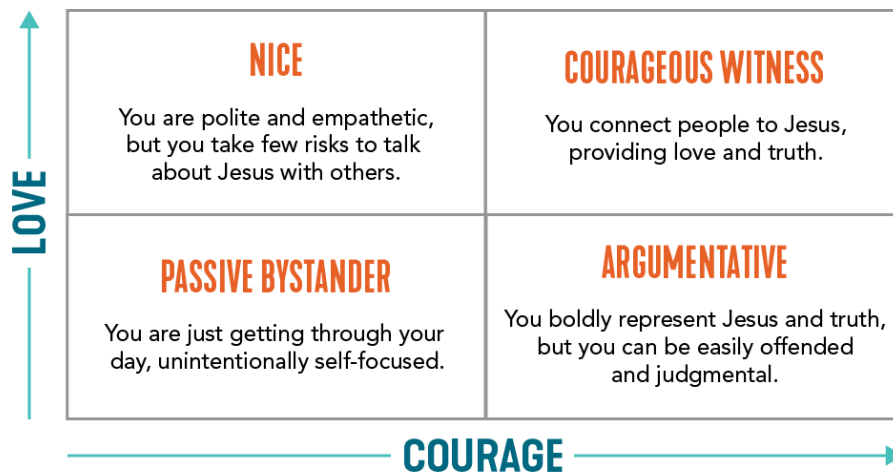 NICE
You are polite and empathetic,
but you take few risks to talk
about Jesus with others.
COURAGEOUS WITNESS
You connect people to Jesus,
providing love and truth.
LOVE
PASSIVE BYSTANDER
You are just getting through your
day, unintentionally self-focused.
ARGUMENTATIVE
You boldly represent Jesus and truth,
but you can be easily offended
and judgmental.
COURAGE